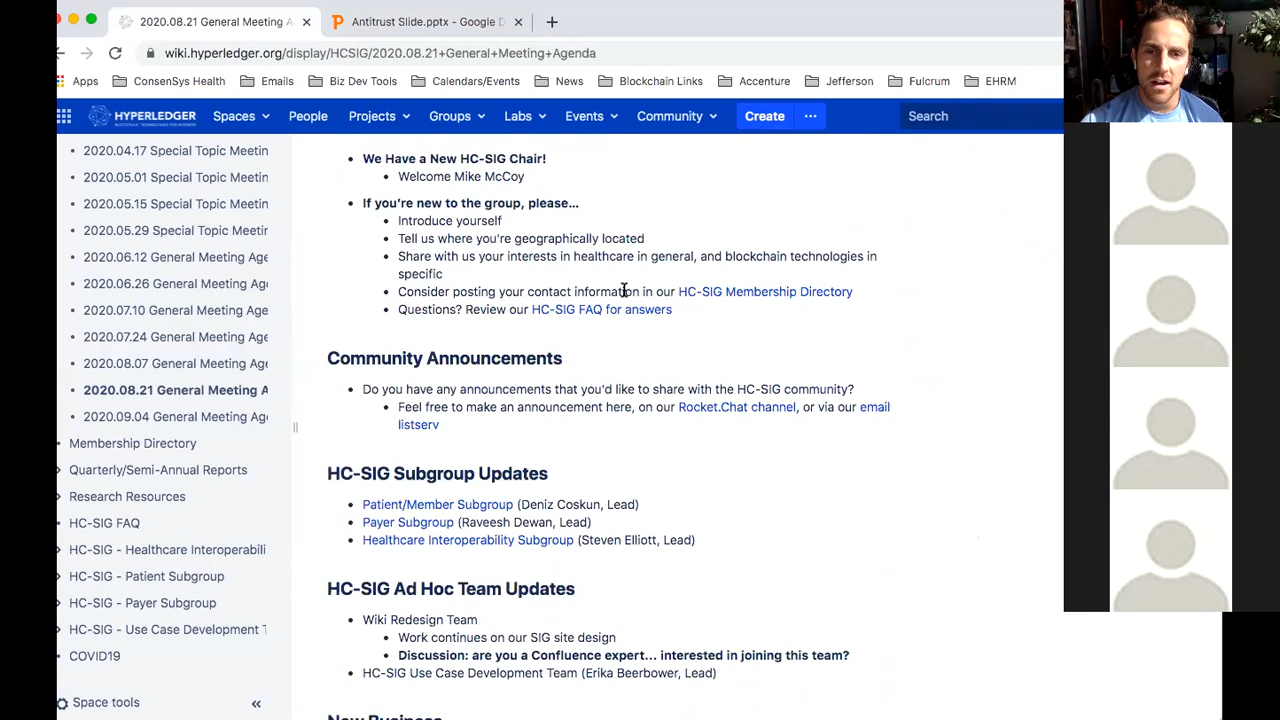 2020.08.21 General Meeting A
Antitrust Slide.pptx - Google D
wiki.hyperledger.org/display/HCSIG/2020.08.21+General+Meeting+Agenda
Apps ConsenSys Health Emails Biz Dev Tools Calendars/Events News Blockchain Links Accenture Jefferson Fulcrum EHRM
HYPERLEDGER Spaces People Projects Groups Labs Events Community Create ··· Search
2020.04.17 Special Topic Meetin
2020.05.01 Special Topic Meetin
2020.05.15 Special Topic Meetin
2020.05.29 Special Topic Meetir
2020.06.12 General Meeting Age
2020.06.26 General Meeting Age
2020.07.10 General Meeting Age
2020.07.24 General Meeting Age
2020.08.07 General Meeting Age
2020.08.21 General Meeting A
2020.09.04 General Meeting Age
Membership Directory
Quarterly/Semi-Annual Reports
Research Resources
HC-SIG FAQ
HC-SIG - Healthcare Interoperabili
HC-SIG - Patient Subgroup
HC-SIG - Payer Subgroup
HC-SIG - Use Case Development T
COVID19
Space tools
We Have a New HC-SIG Chair!
Welcome Mike McCoy
If you're new to the group, please...
Introduce yourself
Tell us where you're geographically located
Share with us your interests in healthcare in general, and blockchain technologies in
specific
Consider posting your contact information in our HC-SIG Membership Directory
Questions? Review our HC-SIG FAQ for answers
Community Announcements
Do you have any announcements that you'd like to share with the HC-SIG community?
Feel free to make an announcement here, on our Rocket.Chat channel, or via our email
listserv
HC-SIG Subgroup Updates
Patient/Member Subgroup (Deniz Coskun, Lead)
Payer Subgroup (Raveesh Dewan, Lead)
Healthcare Interoperability Subgroup (Steven Elliott, Lead)
HC-SIG Ad Hoc Team Updates
Wiki Redesign Team
Work continues on our SIG site design
Discussion: are you a Confluence expert... interested in joining this team?
HC-SIG Use Case Development Team (Erika Beerbower, Lead)
New Business